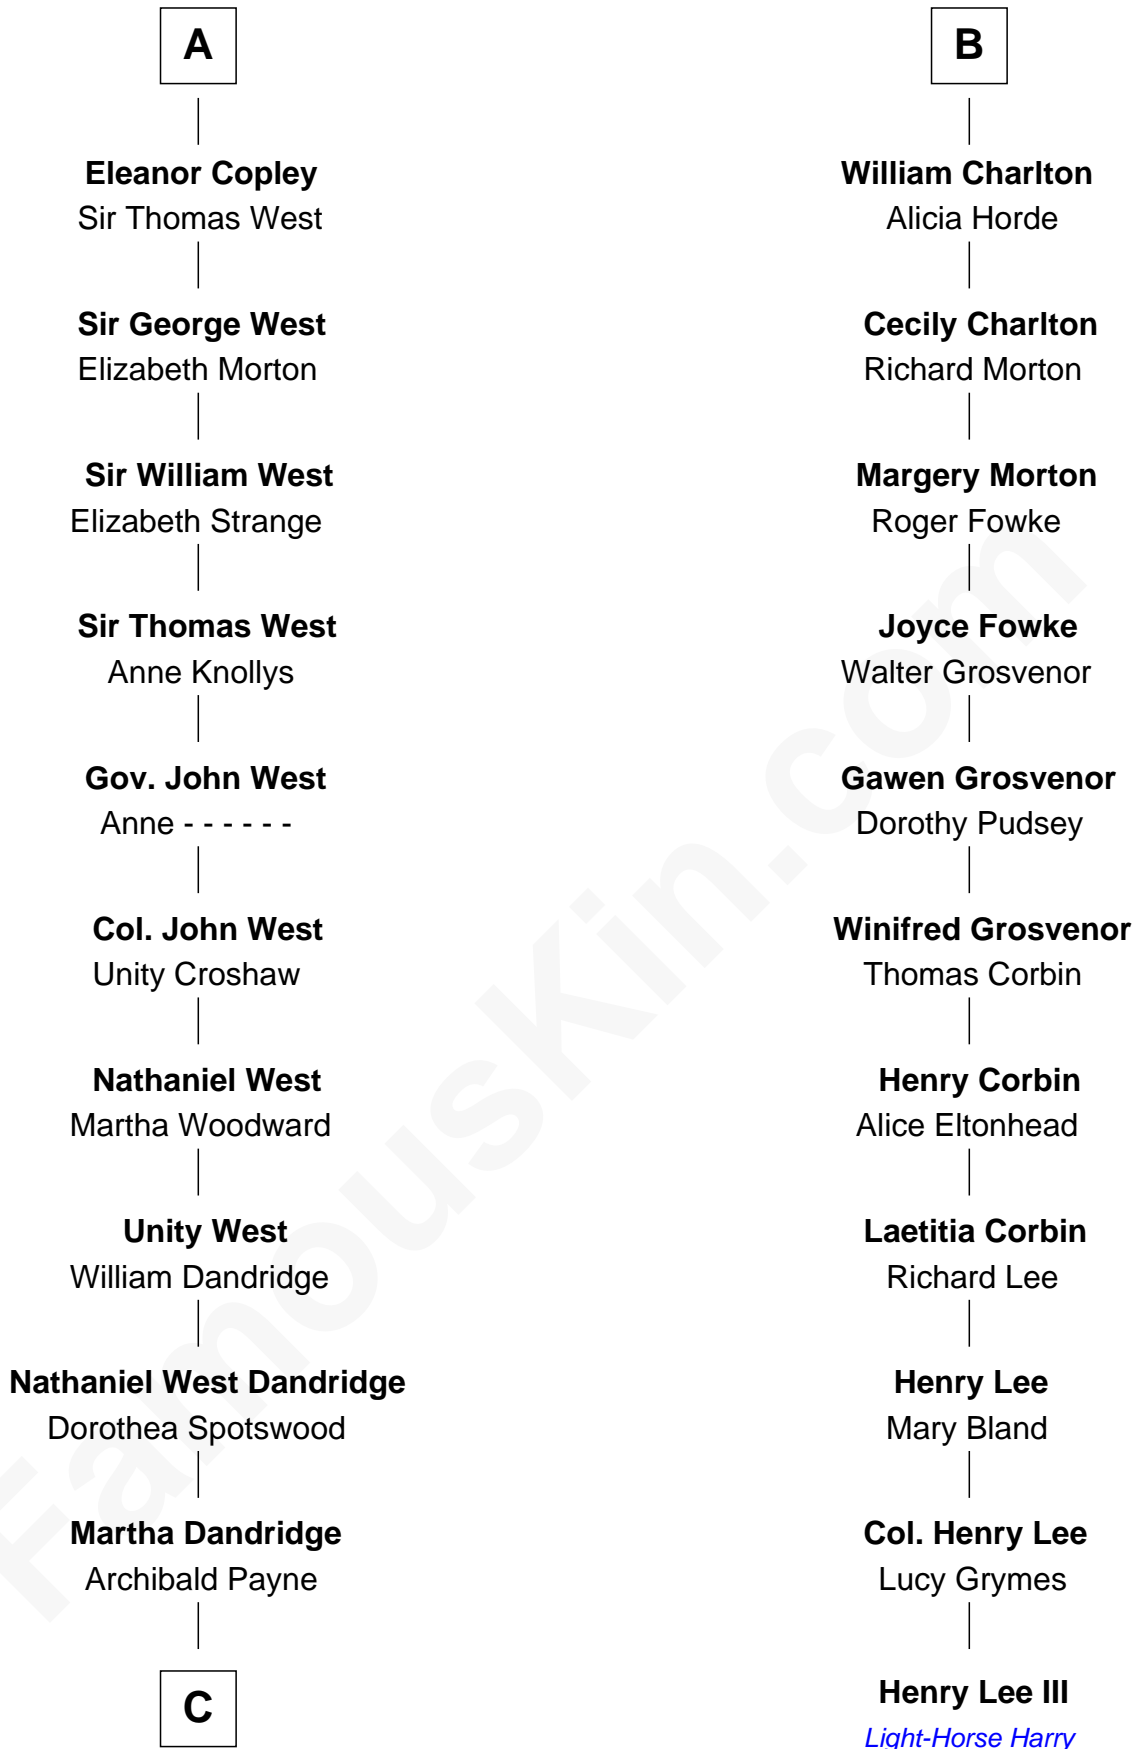 A
Eleanor Copley
Sir Thomas West
Sir George West
Elizabeth Morton
Sir William West
Elizabeth Strange
Sir Thomas West
Anne Knollys
Gov. John West
Anne - - - - - -
Col. John West
Unity Croshaw
Nathaniel West
Martha Woodward
Unity West
William Dandridge
Nathaniel West Dandridge
Dorothea Spotswood
Martha Dandridge
Archibald Payne
C
B
William Charlton
Alicia Horde
Cecily Charlton
Richard Morton
Margery Morton
Roger Fowke
Joyce Fowke
Walter Grosvenor
Gawen Grosvenor
Dorothy Pudsey
Winifred Grosvenor
Thomas Corbin
Henry Corbin
Alice Eltonhead
Laetitia Corbin
Richard Lee
Henry Lee
Mary Bland
Col. Henry Lee
Lucy Grymes
Henry Lee III
Light-Horse Harry
FamousKin.com